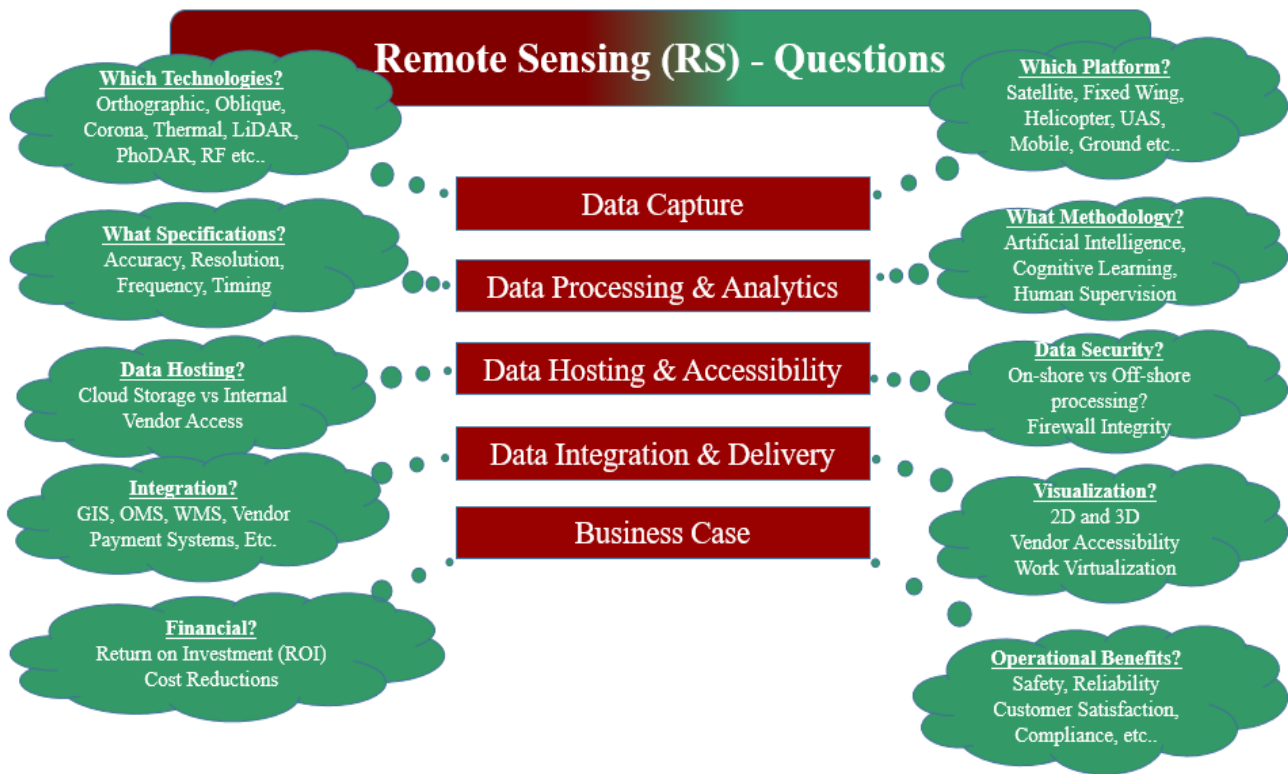 Remote Sensing (RS) - Questions
Which Technologies?
Orthographic, Oblique,
Corona, Thermal, LiDAR,
PhoDAR, RF etc..
Which Platform?
Satellite, Fixed Wing,
Helicopter, UAS,
Mobile, Ground etc..
Data Capture
What Specifications?
Accuracy, Resolution,
Frequency, Timing
What Methodology?
Artificial Intelligence,
Cognitive Learning,
Human Supervision
Data Processing & Analytics
Data Hosting?
Cloud Storage vs Internal
Vendor Access
Data Security?
On-shore vs Off-shore
processing?
Firewall Integrity
Data Hosting & Accessibility
Integration?
GIS, OMS, WMS, Vendor
Payment Systems, Etc.
Visualization?
2D and 3D
Vendor Accessibility
Work Virtualization
Data Integration & Delivery
Business Case
Financial?
Return on Investment (ROI)
Cost Reductions
Operational Benefits?
Safety, Reliability
Customer Satisfaction,
Compliance, etc..